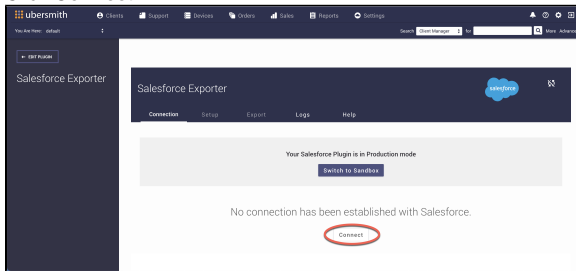 ubersmith Clients Support Devices Orders Sales Reports Settings
You Are Here: default Search Client Manager for More Advanced
← EDIT PLUGIN
Salesforce Exporter
Salesforce Exporter salesforce
Connection Setup Export Logs Help
Your Salesforce Plugin is in Production mode
Switch to Sandbox
No connection has been established with Salesforce.
Connect